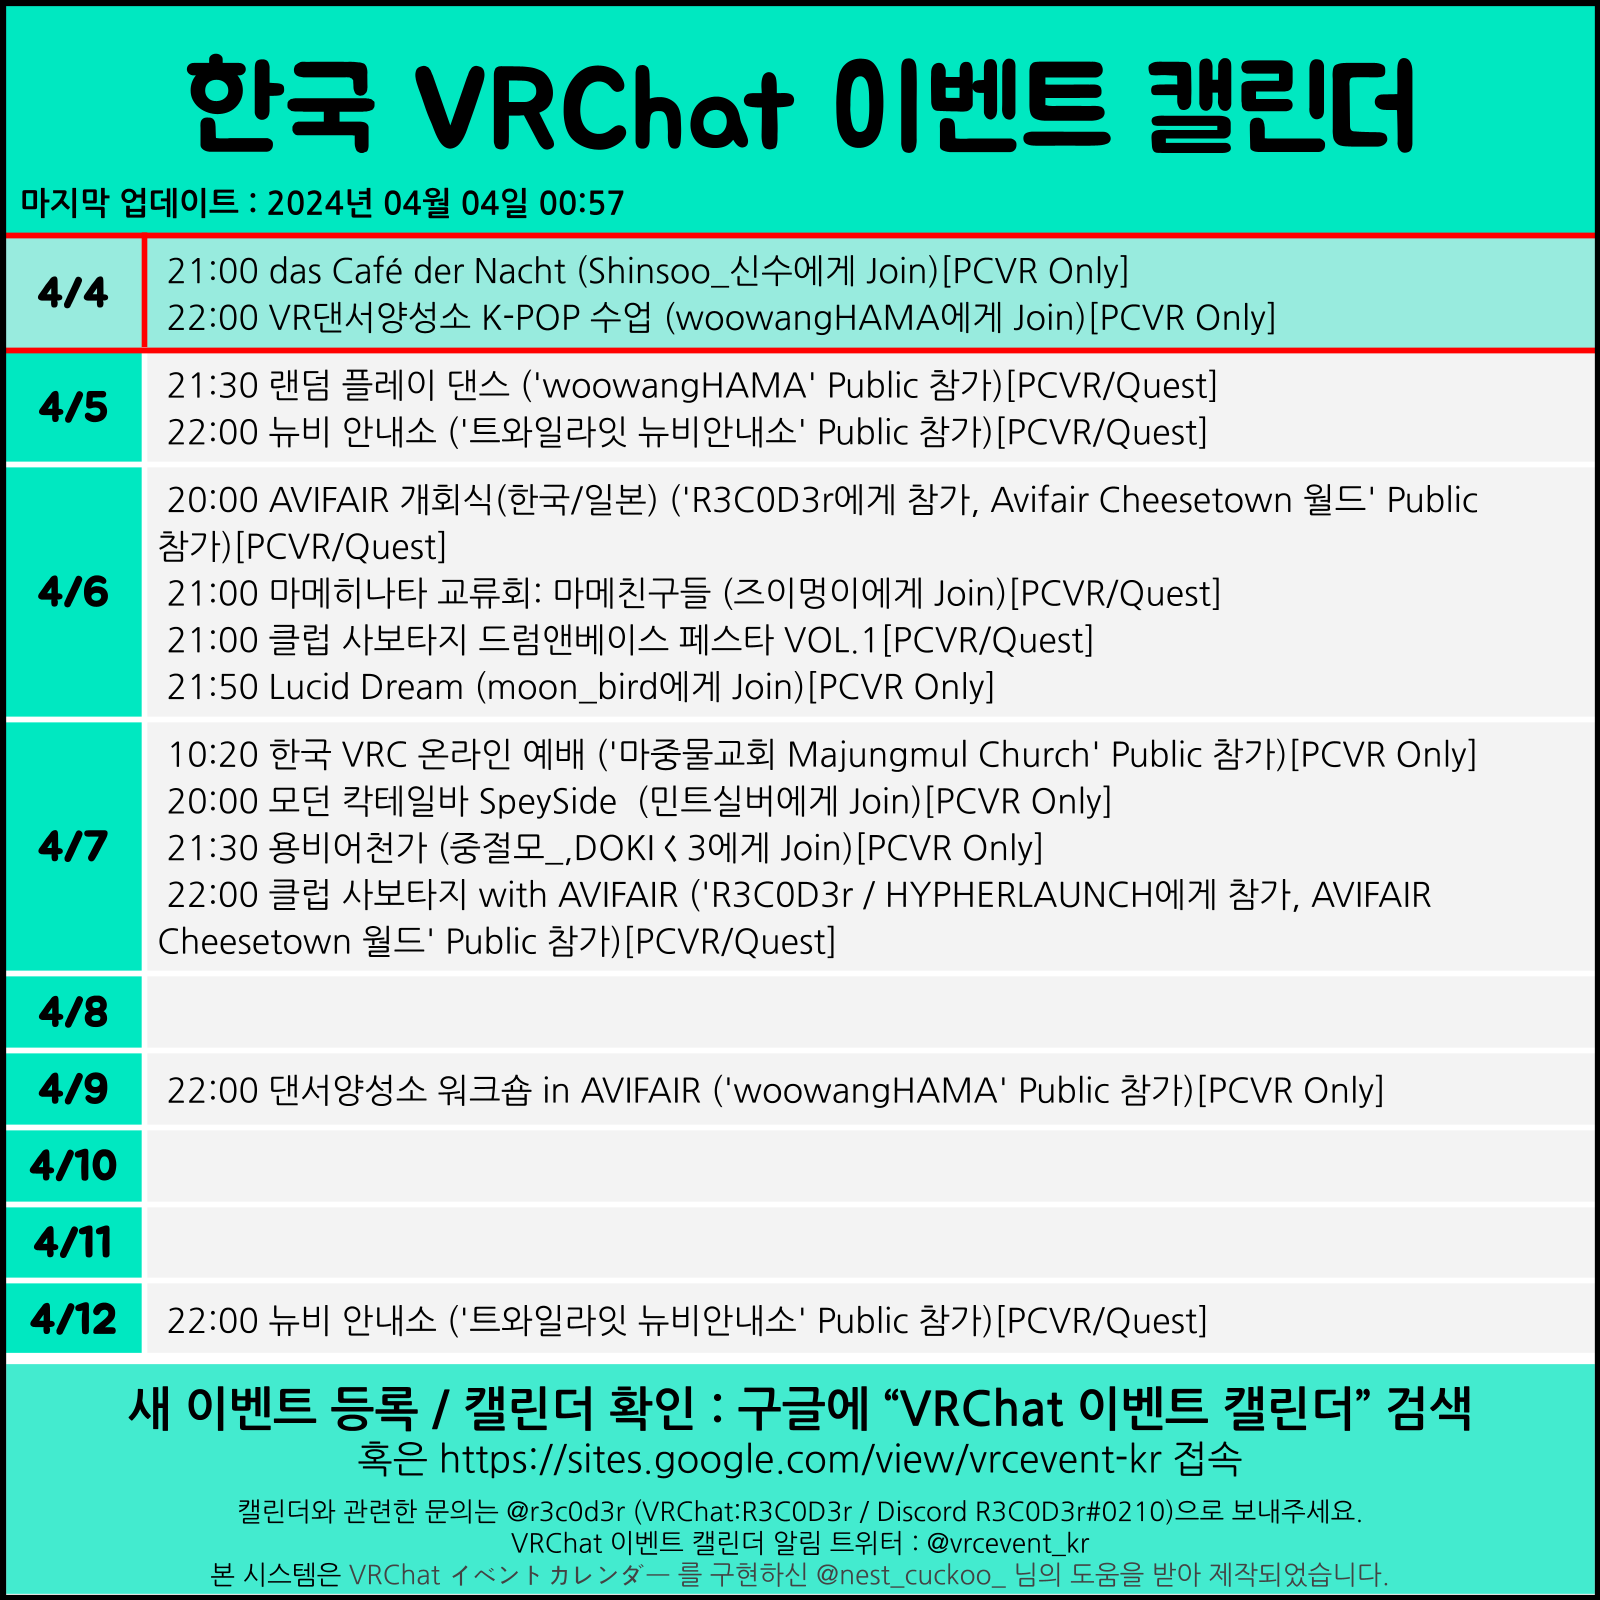 한국 VRChat 이벤트 캘린더
마지막 업데이트 : 2024년 04월 04일 00:57
4/4
21:00 das Café der Nacht (Shinsoo_신수에게 Join)[PCVR Only]
22:00 VR댄서양성소 K-POP 수업 (woowangHAMA에게 Join)[PCVR Only]
4/5
21:30 랜덤 플레이 댄스 ('woowangHAMA' Public 참가)[PCVR/Quest]
22:00 뉴비 안내소 ('트와일라잇 뉴비안내소' Public 참가)[PCVR/Quest]
4/6
20:00 AVIFAIR 개회식(한국/일본) ('R3C0D3r에게 참가, Avifair Cheesetown 월드' Public
참가)[PCVR/Quest]
21:00 마메히나타 교류회: 마메친구들 (즈이멍이에게 Join)[PCVR/Quest]
21:00 클럽 사보타지 드럼앤베이스 페스타 VOL.1[PCVR/Quest]
21:50 Lucid Dream (moon_bird에게 Join)[PCVR Only]
4/7
10:20 한국 VRC 온라인 예배 ('마중물교회 Majungmul Church' Public 참가)[PCVR Only]
20:00 모던 칵테일바 SpeySide  (민트실버에게 Join)[PCVR Only]
21:30 용비어천가 (중절모_,DOKIく3에게 Join)[PCVR Only]
22:00 클럽 사보타지 with AVIFAIR ('R3C0D3r / HYPHERLAUNCH에게 참가, AVIFAIR
Cheesetown 월드' Public 참가)[PCVR/Quest]
4/8
4/9
22:00 댄서양성소 워크숍 in AVIFAIR ('woowangHAMA' Public 참가)[PCVR Only]
4/10
4/11
4/12
22:00 뉴비 안내소 ('트와일라잇 뉴비안내소' Public 참가)[PCVR/Quest]
새 이벤트 등록 / 캘린더 확인 : 구글에 “VRChat 이벤트 캘린더” 검색
혹은 https://sites.google.com/view/vrcevent-kr 접속
캘린더와 관련한 문의는 @r3c0d3r (VRChat:R3C0D3r / Discord R3C0D3r#0210)으로 보내주세요.
VRChat 이벤트 캘린더 알림 트위터 : @vrcevent_kr
본 시스템은 VRChat イベントカレンダー 를 구현하신 @nest_cuckoo_ 님의 도움을 받아 제작되었습니다.